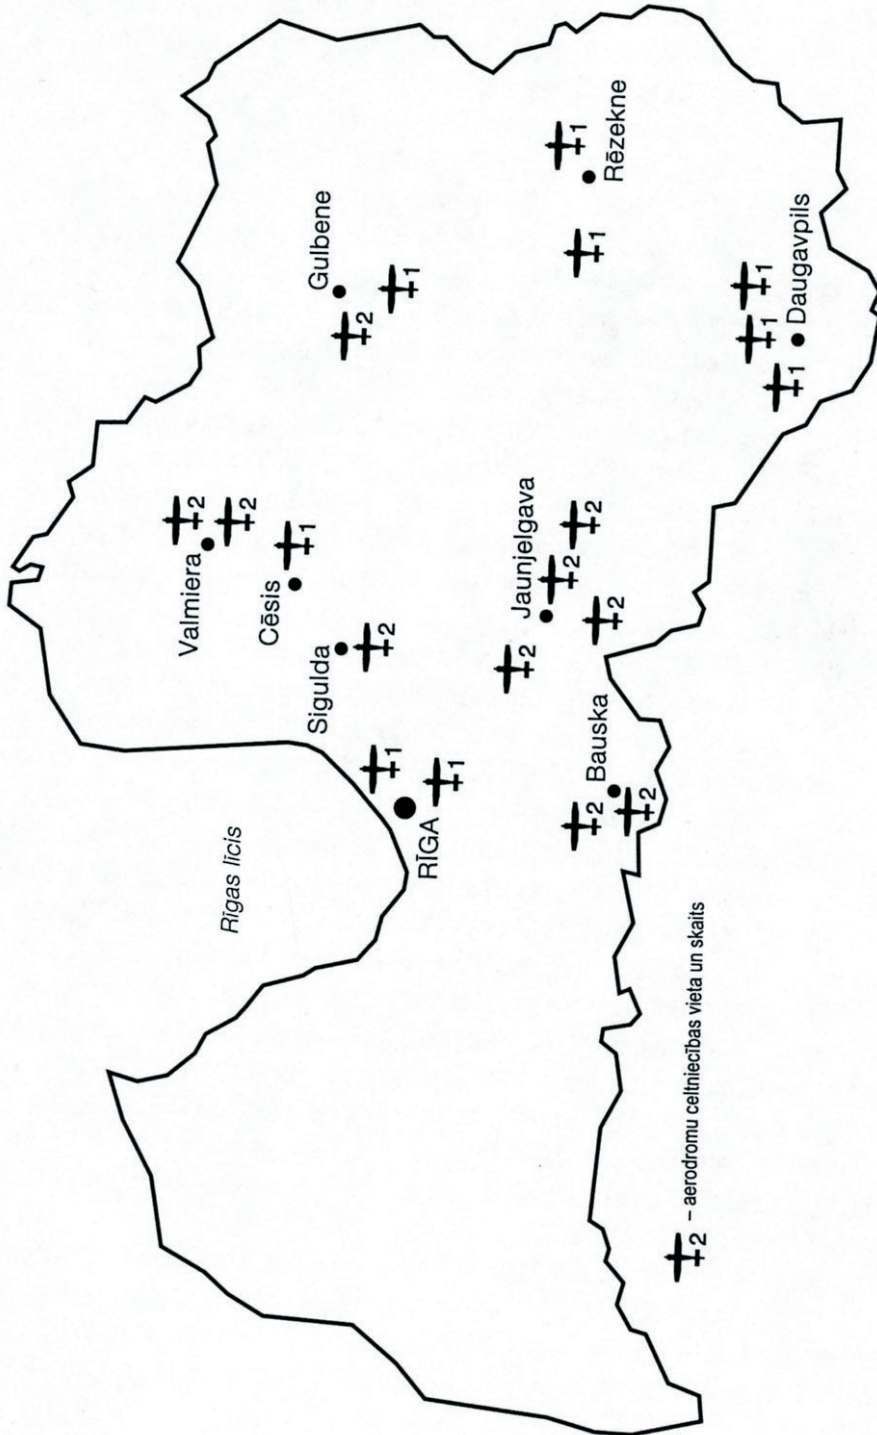 Valmiera
2
2
Cēsis
1
Sigulda
2
Gulbene
2
1
Rīgas līcis
RĪGA
1
1
Jaunjelgava
2
2
2
2
Rēzekne
1
1
Bauska
2
2
Daugavpils
1
1
1
2 – aerodromu celtniecības vieta un skaits